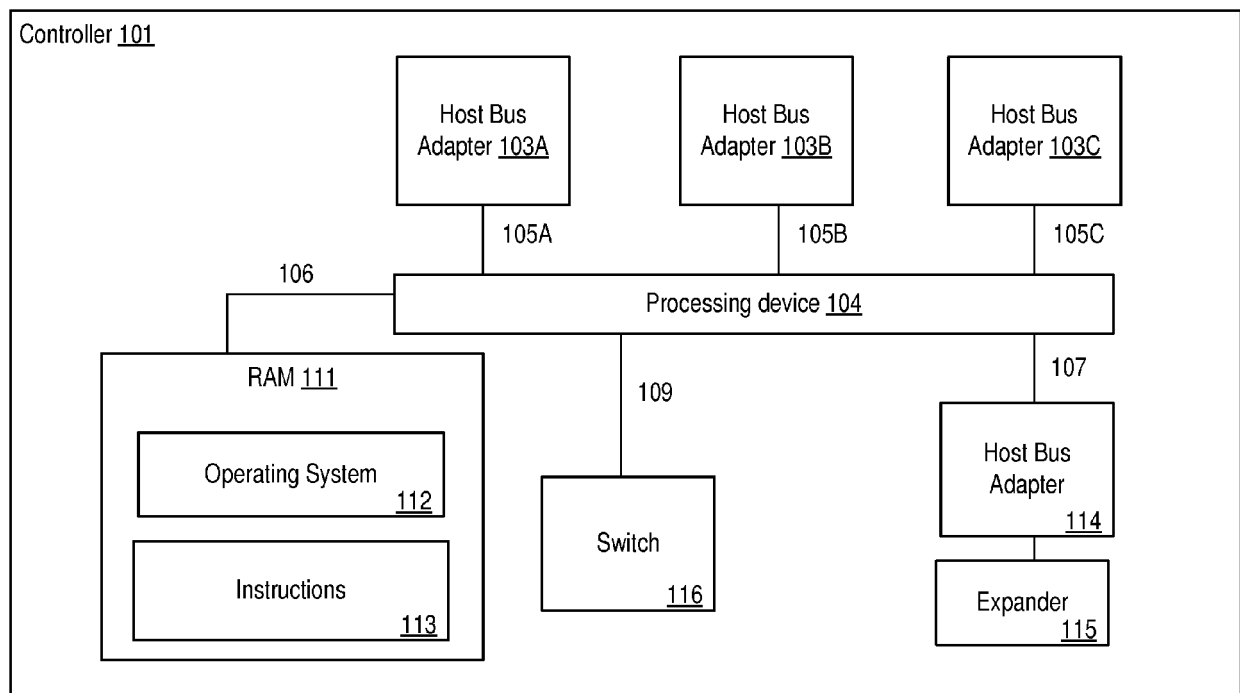 Controller 101
Host Bus
Adapter 103A
Host Bus
Adapter 103B
Host Bus
Adapter 103C
105A
105B
105C
106
Processing device 104
RAM 111
109
107
Operating System
112
Host Bus
Adapter
114
Switch
116
Instructions
113
Expander
115